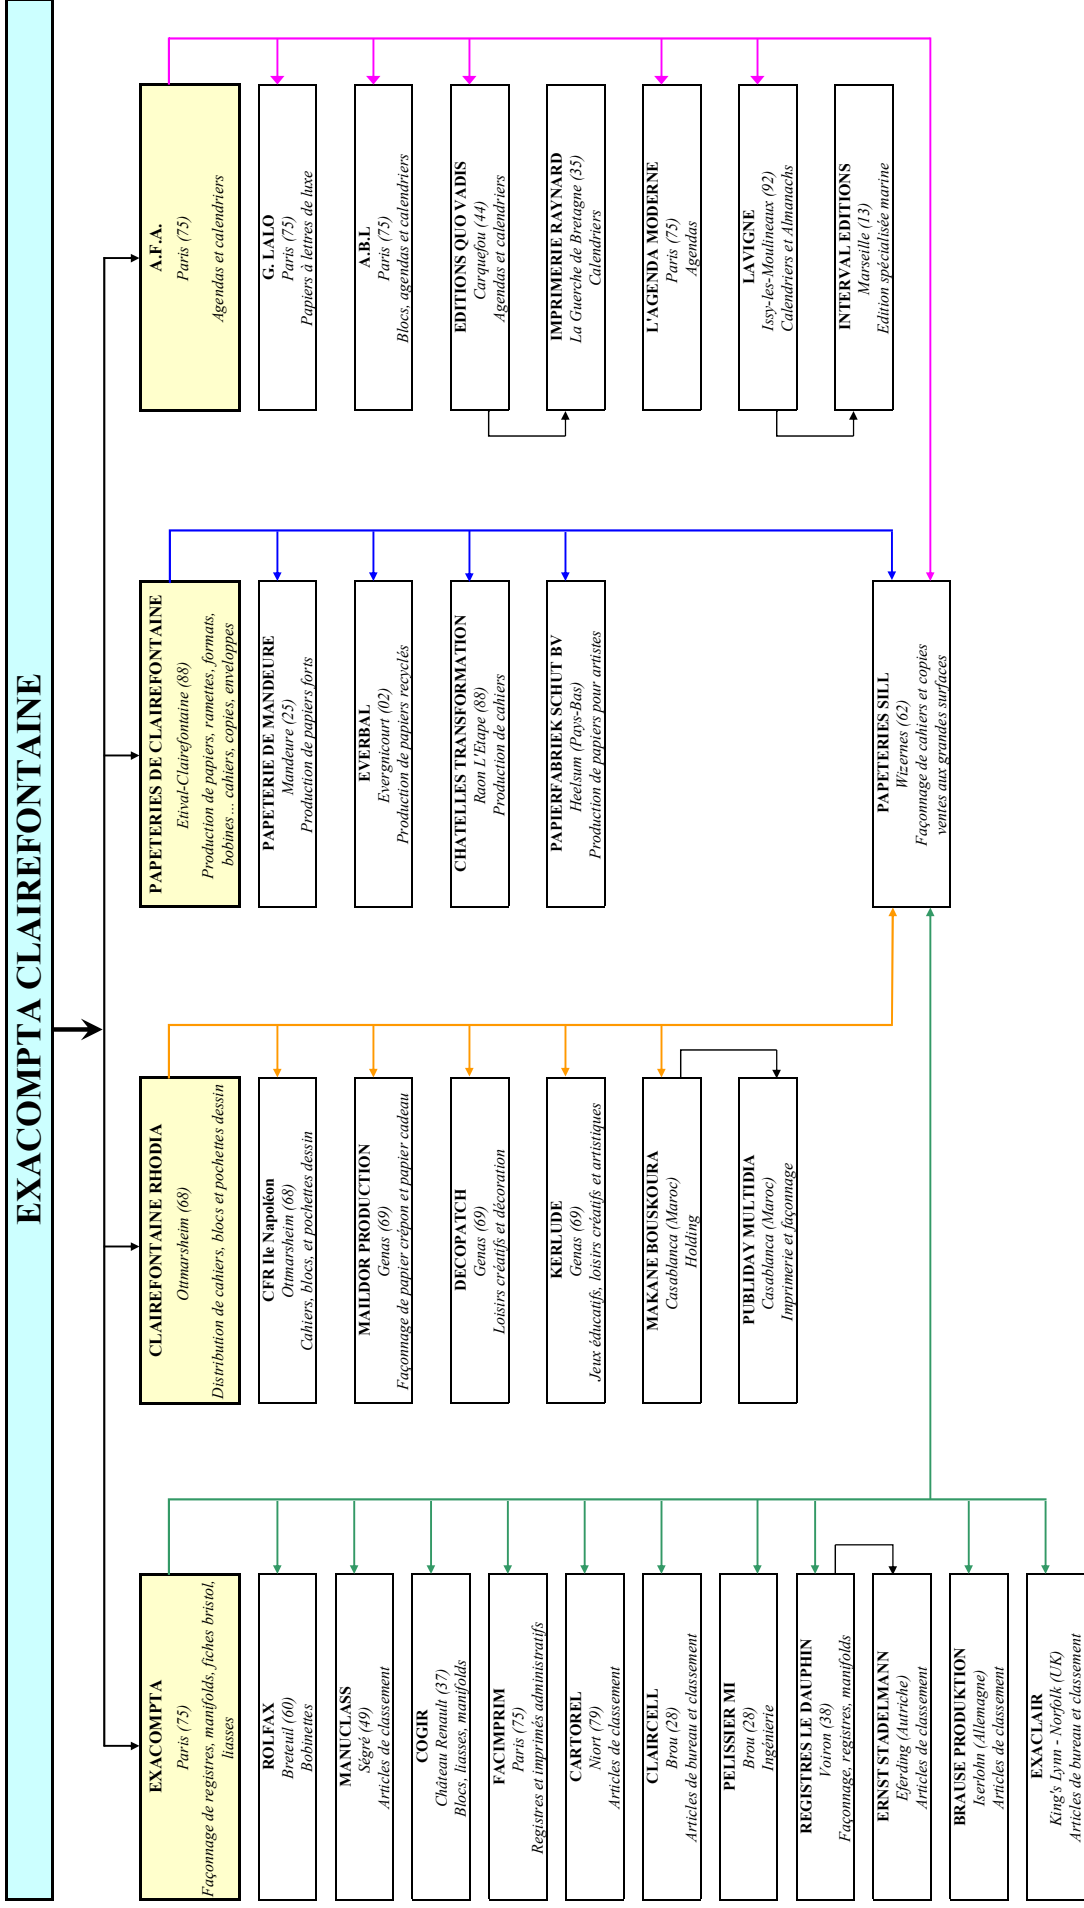 EXACOMPTA CLAIREFONTAINE
EXACOMPTA
Paris (75)
Façonnage de registres, manifolds, fiches bristol,
liasses
ROLFAX
Breteuil (60)
Bobinettes
MANUCLASS
Ségré (49)
Articles de classement
COGIR
Château Renault (37)
Blocs, liasses, manifolds
FACIMPRIM
Paris (75)
Registres et imprimés administratifs
CARTOREL
Niort (79)
Articles de classement
CLAIRCELL
Brou (28)
Articles de bureau et classement
PELISSIER MI
Brou (28)
Ingénierie
REGISTRES LE DAUPHIN
Voiron (38)
Façonnage, registres, manifolds
ERNST STADELMANN
Eferding (Autriche)
Articles de classement
BRAUSE PRODUKTION
Iserlohn (Allemagne)
Articles de classement
EXACLAIR
King's Lynn - Norfolk (UK)
Articles de bureau et classement
CLAIREFONTAINE RHODIA
Ottmarsheim (68)
Distribution de cahiers, blocs et pochettes dessin
CFR Ile Napoléon
Ottmarsheim (68)
Cahiers, blocs, et pochettes dessin
MAILDOR PRODUCTION
Genas (69)
Façonnage de papier crépon et papier cadeau
DECOPATCH
Genas (69)
Loisirs créatifs et décoration
KERLUDE
Genas (69)
Jeux éducatifs, loisirs créatifs et artistiques
MAKANE BOUSKOURA
Casablanca (Maroc)
Holding
PUBLIDAY MULTIDIA
Casablanca (Maroc)
Imprimerie et façonnage
PAPETERIES DE CLAIREFONTAINE
Etival-Clairefontaine (88)
Production de papiers, ramettes, formats,
bobines… cahiers, copies, enveloppes
PAPETERIE DE MANDEURE
Mandeure (25)
Production de papiers forts
EVERBAL
Evergnicourt (02)
Production de papiers recyclés
CHATELLES TRANSFORMATION
Raon L'Etape (88)
Production de cahiers
PAPIERFABRIEK SCHUT BV
Heelsum (Pays-Bas)
Production de papiers pour artistes
PAPETERIES SILL
Wizernes (62)
Façonnage de cahiers et copies
ventes aux grandes surfaces
A.F.A.
Paris (75)
Agendas et calendriers
G. LALO
Paris (75)
Papiers à lettres de luxe
A.B.L
Paris (75)
Blocs, agendas et calendriers
EDITIONS QUO VADIS
Carquefou (44)
Agendas et calendriers
IMPRIMERIE RAYNARD
La Guerche de Bretagne (35)
Calendriers
L'AGENDA MODERNE
Paris (75)
Agendas
LAVIGNE
Issy-les-Moulineaux (92)
Calendriers et Almanachs
INTERVAL EDITIONS
Marseille (13)
Edition spécialisée marine